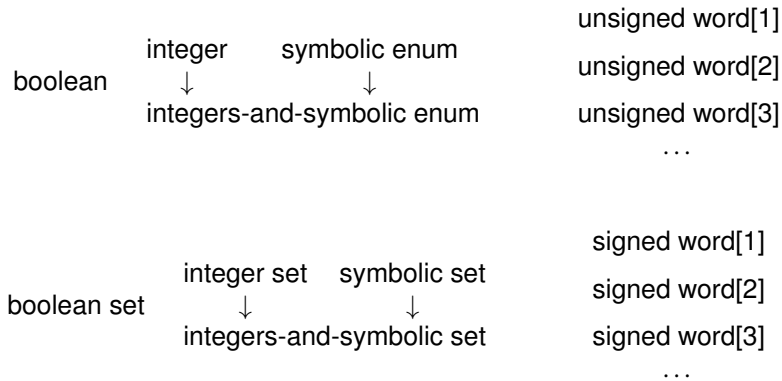 unsigned word[1]
integer symbolic enum
unsigned word[2]
boolean ↓ ↓
integers-and-symbolic enum unsigned word[3]
...
signed word[1]
integer set symbolic set
signed word[2]
boolean set ↓ ↓
integers-and-symbolic set signed word[3]
...